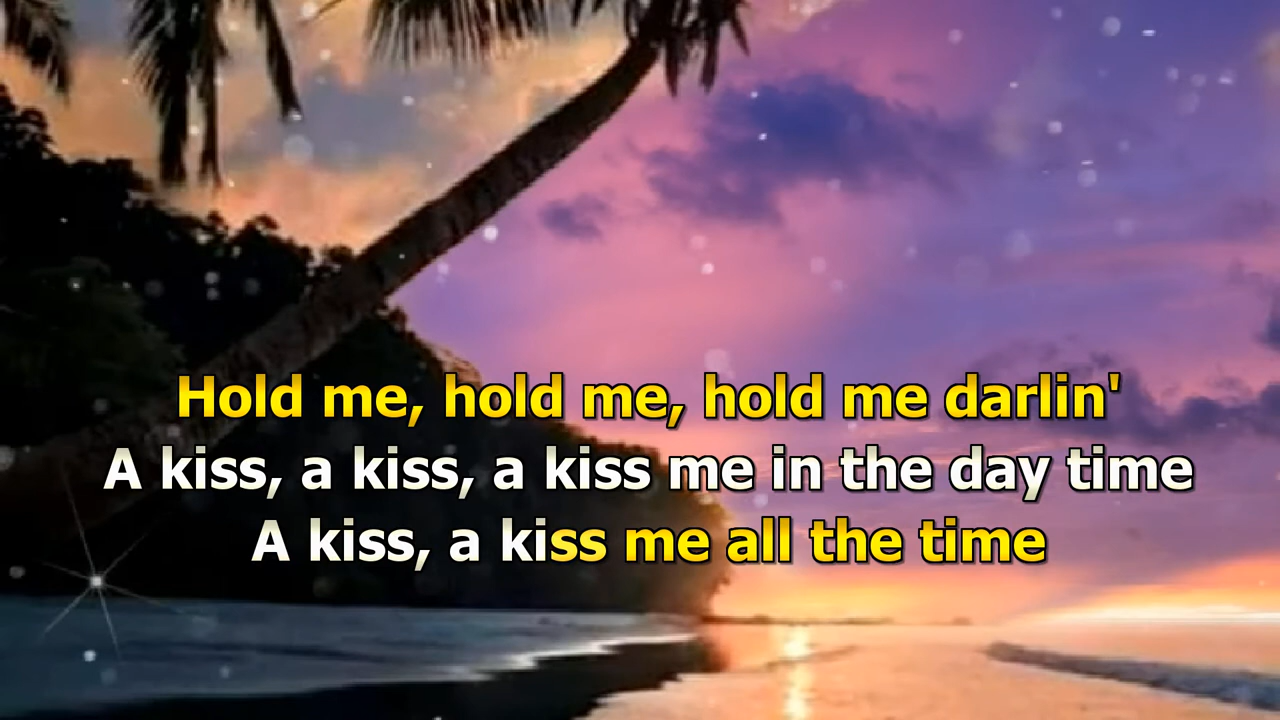 Hold me, hold me, hold me darlin'
A kiss, a kiss, a kiss me in the day time
A kiss, a kiss me all the time